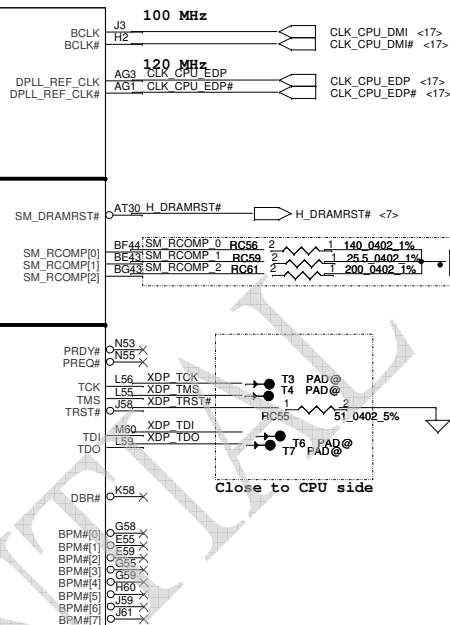 100 MHz
BCLK J3 CLK_CPU_DMI <17>
BCLK# H2 CLK_CPU_DMI# <17>
120 MHz
DPLL_REF_CLK AG3 CLK_CPU_EDP CLK_CPU_EDP <17>
DPLL_REF_CLK# AG1 CLK_CPU_EDP# CLK_CPU_EDP# <17>
SM_DRAMRST# AT30 H_DRAMRST# H_DRAMRST# <7>
SM_RCOMP[0] BF44 SM_RCOMP_0 RC56 2 1 140_0402_1%
SM_RCOMP[1] BE43 SM_RCOMP_1 RC59 2 1 25.5_0402_1%
SM_RCOMP[2] BG43 SM_RCOMP_2 RC61 2 1 200_0402_1%
PRDY# N53
PREQ# N55
TCK L56 XDP_TCK T3 PAD@
TMS L55 XDP_TMS T4 PAD@
TRST# J58 XDP_TRST# RC55 1 2 51_0402_5%
TDI M60 XDP_TDI T6 PAD@
TDO L59 XDP_TDO T7 PAD@
Close to CPU side
DBR# K58
BPM#[0] G58
BPM#[1] E55
BPM#[2] E59
BPM#[3] G55
BPM#[4] G59
BPM#[5] H60
BPM#[6] J59
BPM#[7] J61